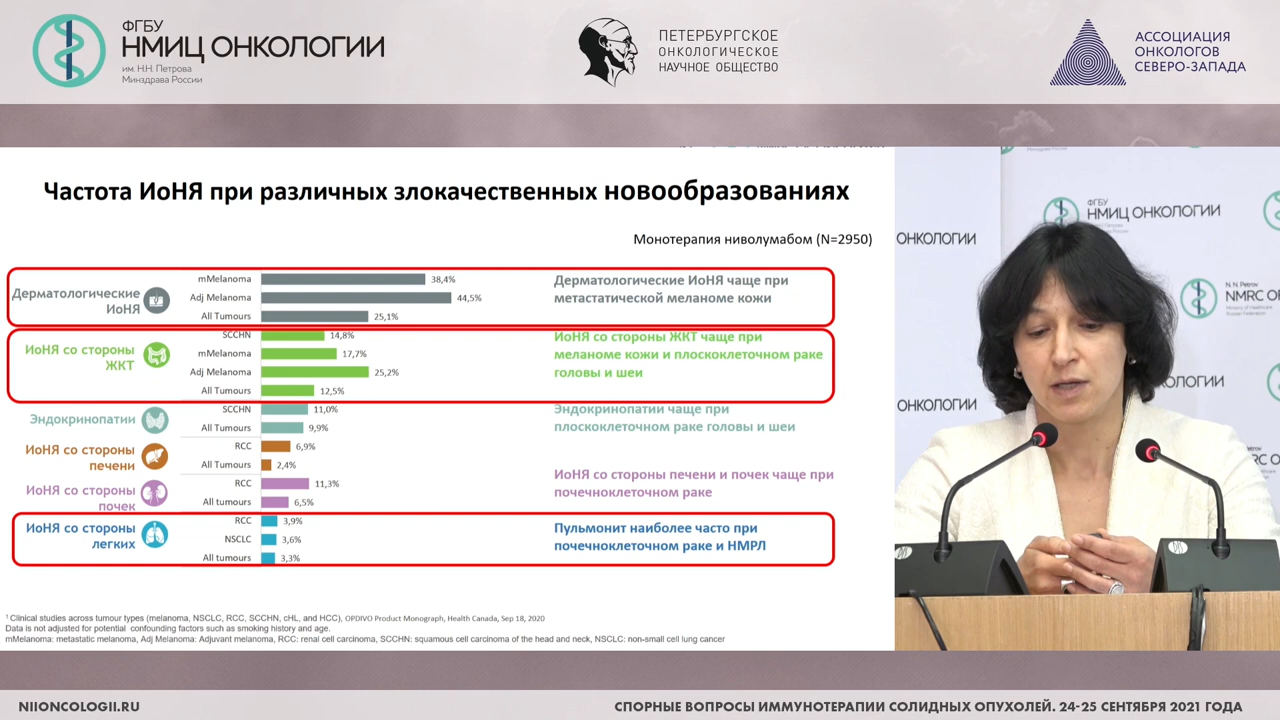 ФГБУ
НМИЦ ОНКОЛОГИИ
им. Н.Н. Петрова
Минздрава России
ПЕТЕРБУРГСКОЕ
ОНКОЛОГИЧЕСКОЕ
НАУЧНОЕ ОБЩЕСТВО
АССОЦИАЦИЯ
ОНКОЛОГОВ
СЕВЕРО-ЗАПАДА
Частота ИоНЯ при различных злокачественных новообразованиях
Монотерапия ниволумабом (N=2950)
Дерматологические
ИоНЯ
mMelanoma 38,4%
Adj Melanoma 44,5%
All Tumours 25,1%
Дерматологические ИоНЯ чаще при
метастатической меланоме кожи
ИоНЯ со стороны
ЖКТ
SCCHN 14,8%
mMelanoma 17,7%
Adj Melanoma 25,2%
All Tumours 12,5%
ИоНЯ со стороны ЖКТ чаще при
меланоме кожи и плоскоклеточном раке
головы и шеи
Эндокринопатии
SCCHN 11,0%
All Tumours 9,9%
Эндокринопатии чаще при
плоскоклеточном раке головы и шеи
ИоНЯ со стороны
печени
RCC 6,9%
All Tumours 2,4%
ИоНЯ со стороны
почек
RCC 11,3%
All tumours 6,5%
ИоНЯ со стороны печени и почек чаще при
почечноклеточном раке
ИоНЯ со стороны
легких
RCC 3,9%
NSCLC 3,6%
All tumours 3,3%
Пульмонит наиболее часто при
почечноклеточном раке и НМРЛ
1 Clinical studies across tumour types (melanoma, NSCLC, RCC, SCCHN, cHL, and HCC), OPDIVO Product Monograph, Health Canada, Sep 18, 2020
Data is not adjusted for potential confounding factors such as smoking history and age.
mMelanoma: metastatic melanoma, Adj Melanoma: Adjuvant melanoma, RCC: renal cell carcinoma, SCCHN: squamous cell carcinoma of the head and neck, NSCLC: non-small cell lung cancer
ФГБУ
НМИЦ ОНКОЛОГИИ
ОНКОЛОГИИ
N.N. Petrov
NMRC O
ОНКОЛОГИИ
NIIONCOLOGII.RU
СПОРНЫЕ ВОПРОСЫ ИММУНОТЕРАПИИ СОЛИДНЫХ ОПУХОЛЕЙ. 24-25 СЕНТЯБРЯ 2021 ГОДА